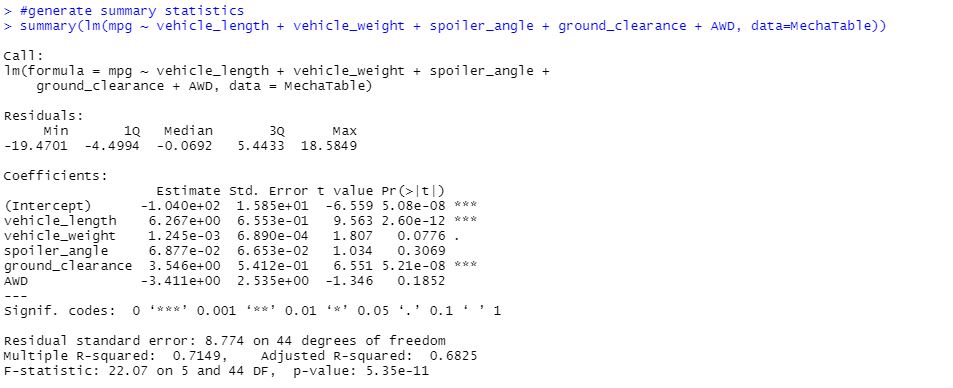 > #generate summary statistics
> summary(lm(mpg ~ vehicle_length + vehicle_weight + spoiler_angle + ground_clearance + AWD, data=MechaTable))
Call:
lm(formula = mpg ~ vehicle_length + vehicle_weight + spoiler_angle +
    ground_clearance + AWD, data = MechaTable)
Residuals:
     Min       1Q   Median       3Q      Max
-19.4701  -4.4994  -0.0692   5.4433  18.5849
Coefficients:
                   Estimate Std. Error t value Pr(>|t|)
(Intercept)      -1.040e+02  1.585e+01  -6.559 5.08e-08 ***
vehicle_length    6.267e+00  6.553e-01   9.563 2.60e-12 ***
vehicle_weight    1.245e-03  6.890e-04   1.807   0.0776 .
spoiler_angle     6.877e-02  6.653e-02   1.034   0.3069
ground_clearance  3.546e+00  5.412e-01   6.551 5.21e-08 ***
AWD              -3.411e+00  2.535e+00  -1.346   0.1852
---
Signif. codes:  0 ‘***’ 0.001 ‘**’ 0.01 ‘*’ 0.05 ‘.’ 0.1 ‘ ’ 1
Residual standard error: 8.774 on 44 degrees of freedom
Multiple R-squared:  0.7149,	Adjusted R-squared:  0.6825
F-statistic: 22.07 on 5 and 44 DF,  p-value: 5.35e-11